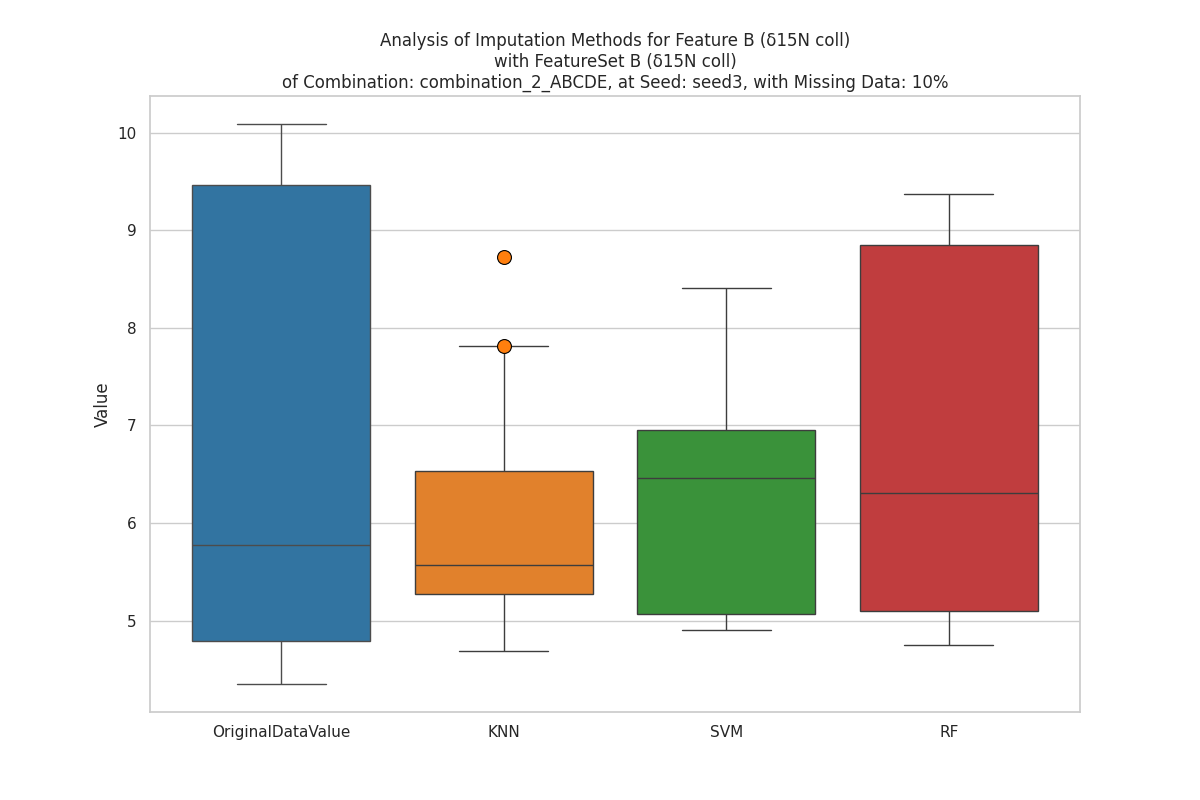 Analysis of Imputation Methods for Feature B (δ15N coll)
with FeatureSet B (δ15N coll)
of Combination: combination_2_ABCDE, at Seed: seed3, with Missing Data: 10%
10
9
8
7
6
5
Value
OriginalDataValue KNN SVM RF